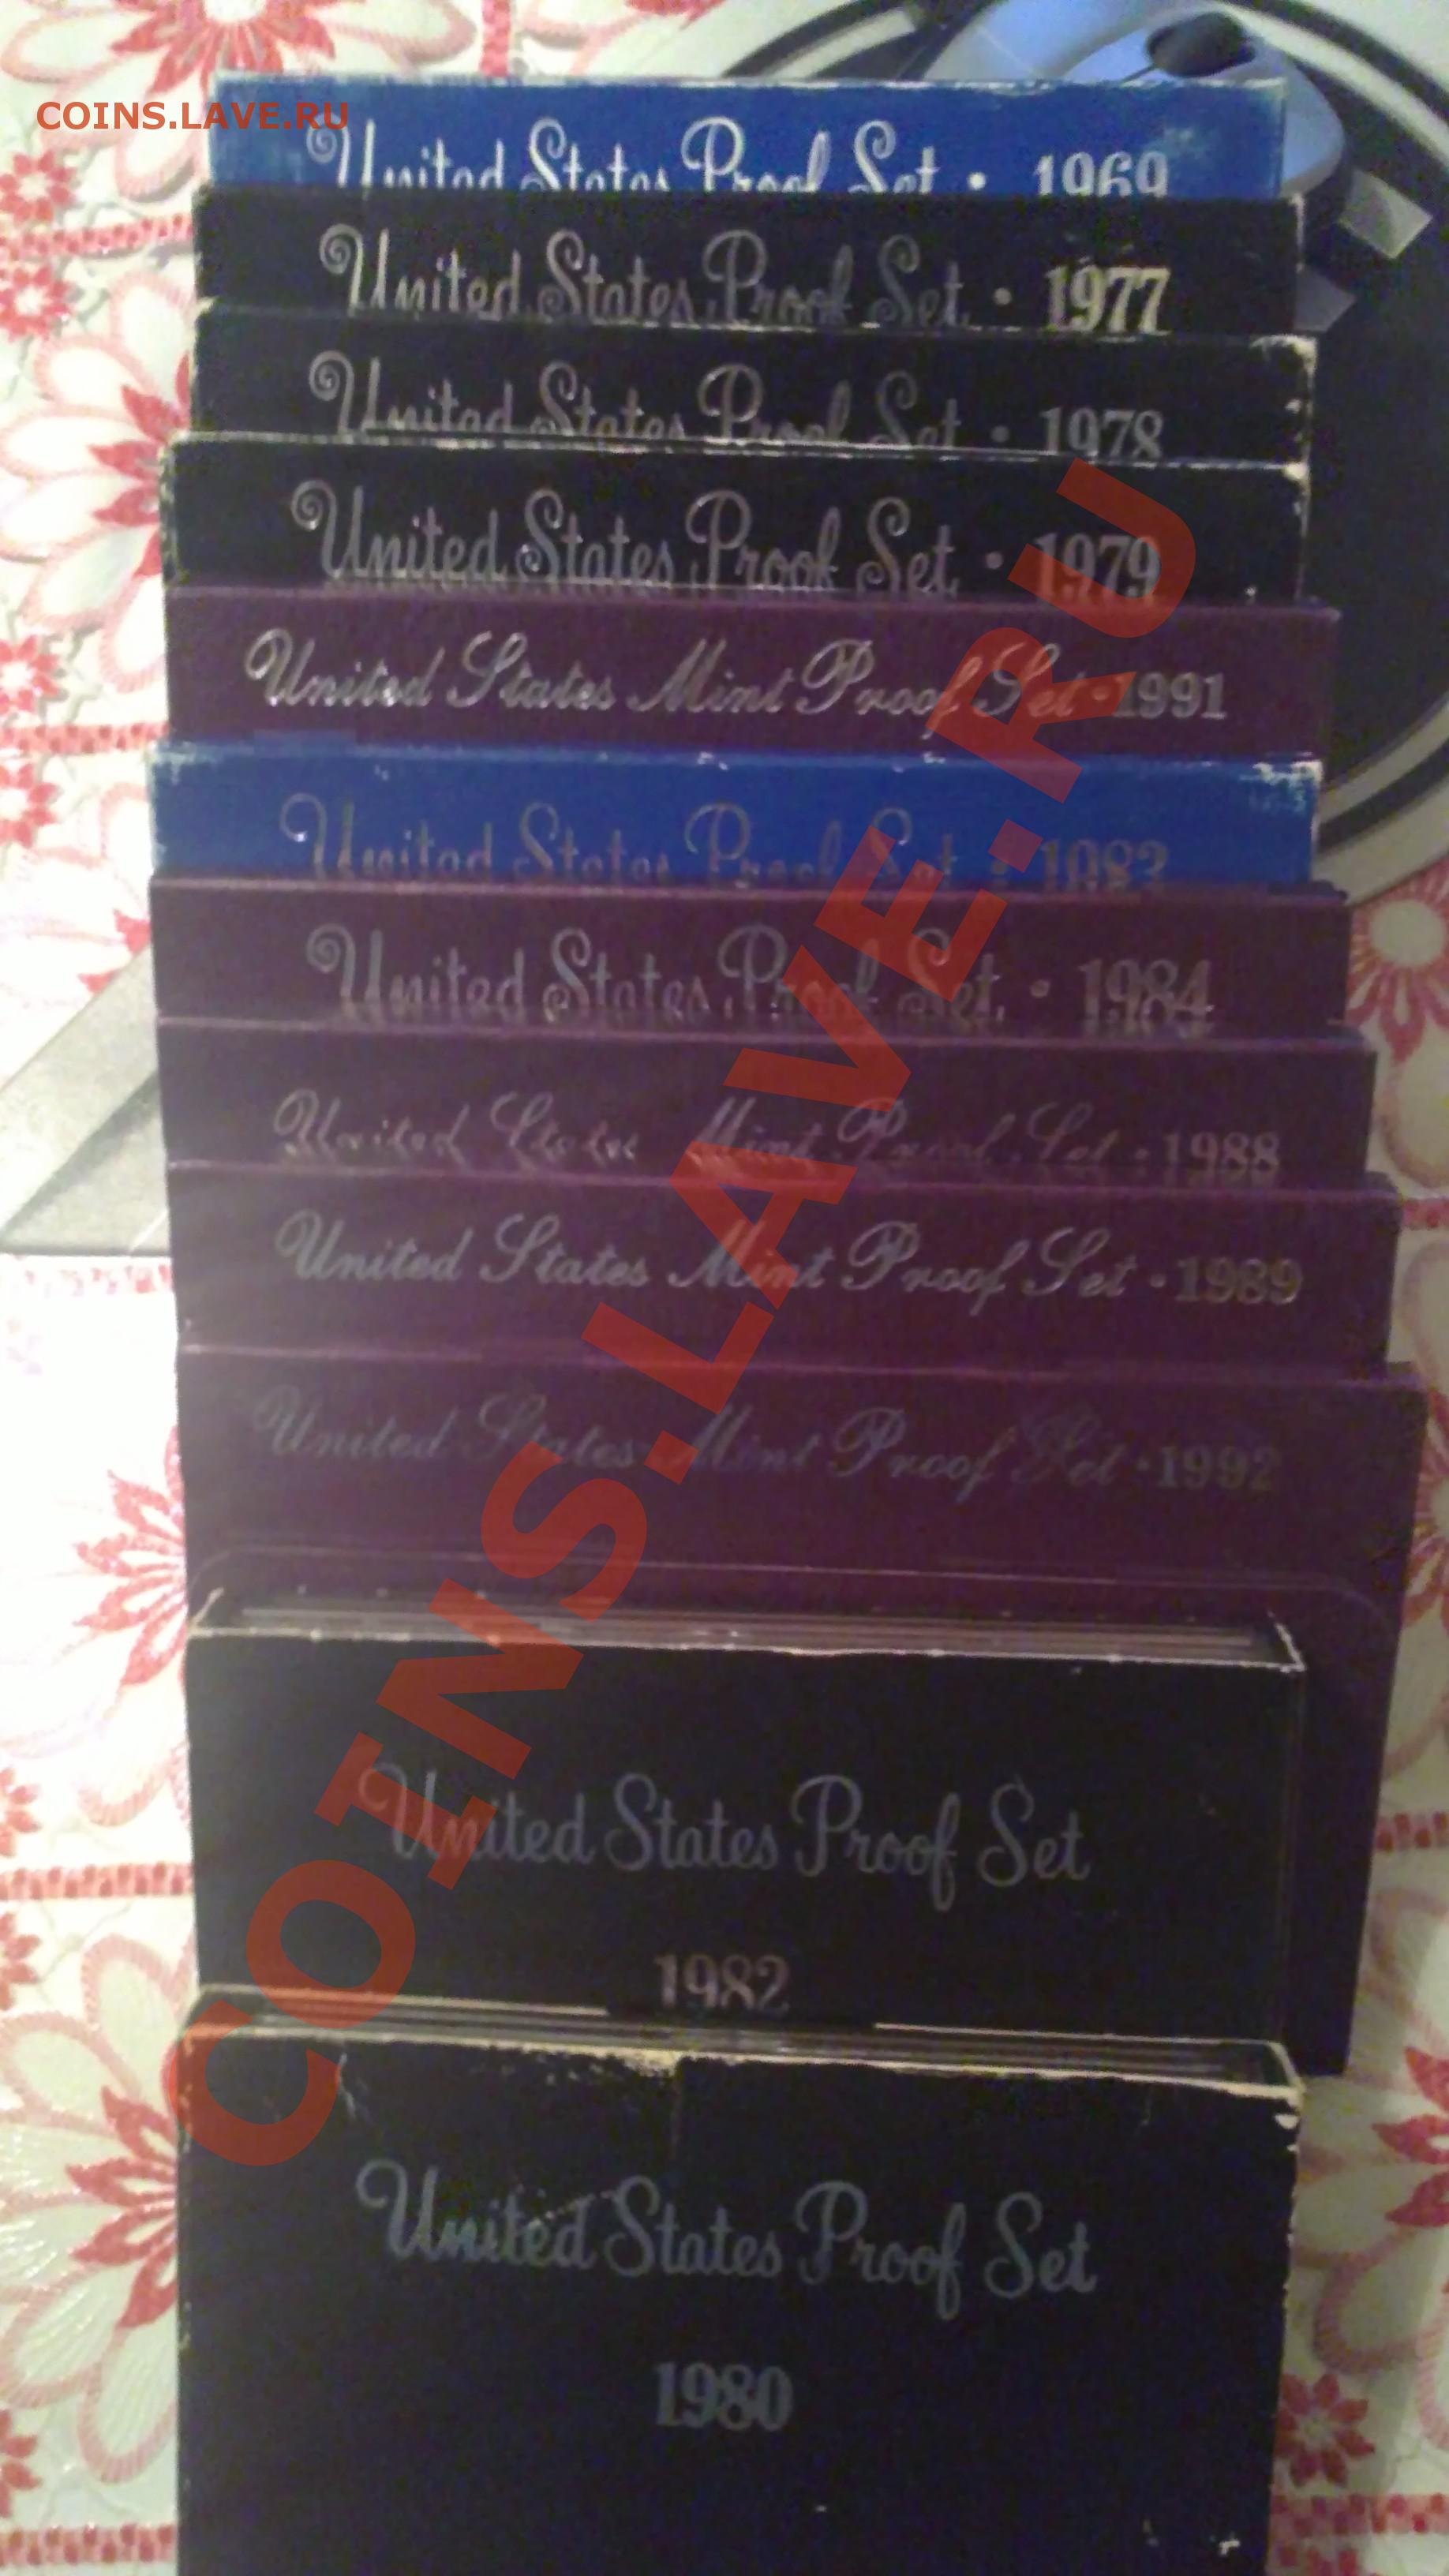 COINS.LAVE.RU
United States Proof Set • 1969
United States Proof Set • 1977
United States Proof Set • 1978
United States Proof Set • 1979
United States Mint Proof Set • 1991
United States Proof Set • 1983
United States Proof Set • 1984
United States Mint Proof Set • 1988
United States Mint Proof Set • 1989
United States Mint Proof Set • 1992
United States Proof Set
1982
United States Proof Set
1980
COINS.LAVE.RU